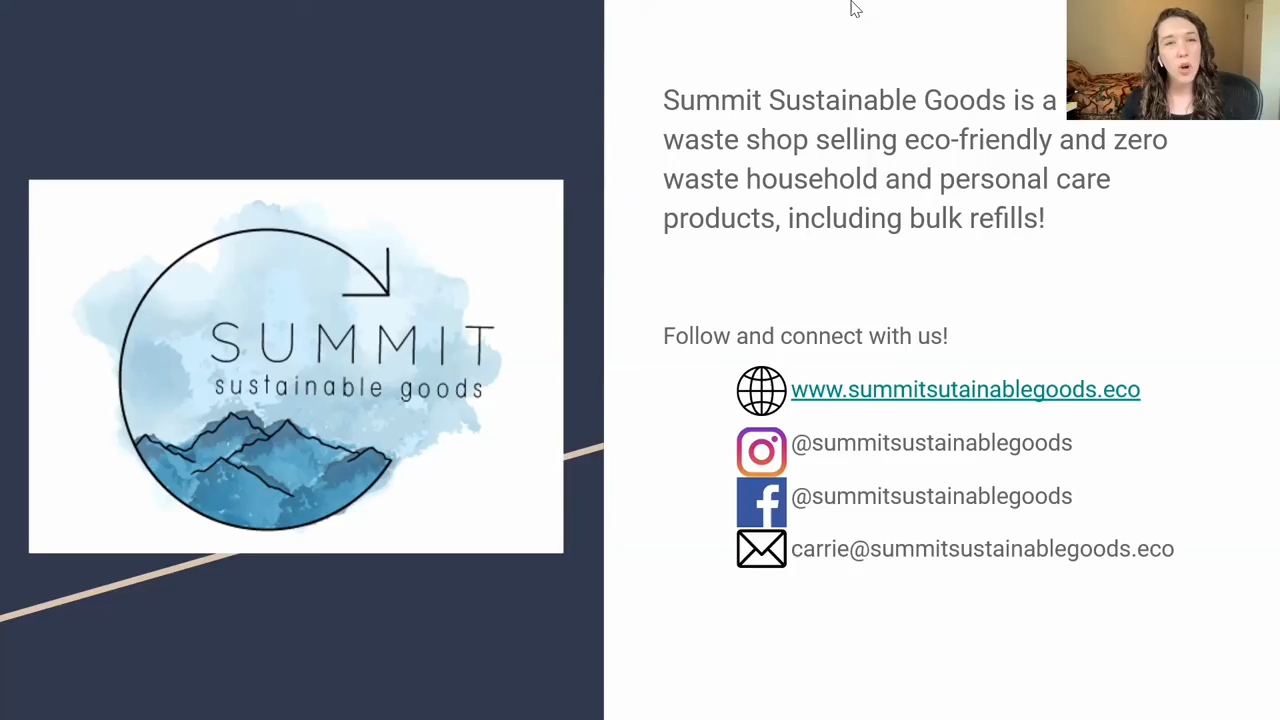 SUMMIT
sustainable goods
Summit Sustainable Goods is a
waste shop selling eco-friendly and zero
waste household and personal care
products, including bulk refills!
Follow and connect with us!
www.summitsutainablegoods.eco
@summitsustainablegoods
@summitsustainablegoods
carrie@summitsustainablegoods.eco